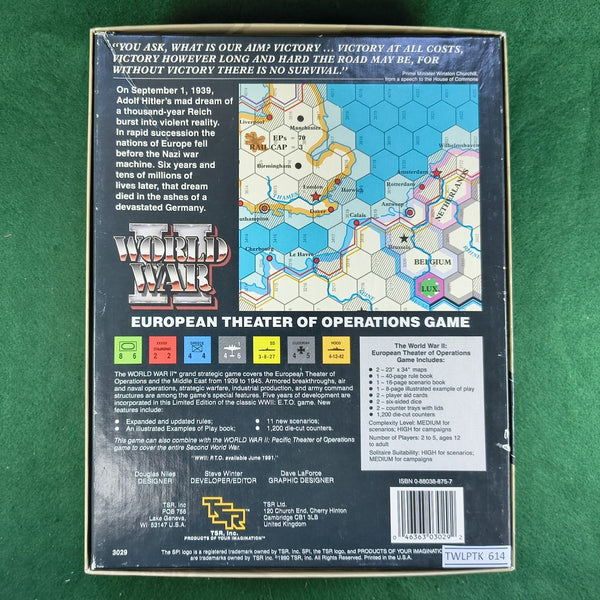 "YOU ASK, WHAT IS OUR AIM? VICTORY ... VICTORY AT ALL COSTS,
VICTORY HOWEVER LONG AND HARD THE ROAD MAY BE, FOR
WITHOUT VICTORY THERE IS NO SURVIVAL."
Prime Minister Winston Churchill,
from a speech to the House of Commons
On September 1, 1939,
Adolf Hitler's mad dream of
a thousand-year Reich
burst into violent reality.
In rapid succession the
nations of Europe fell
before the Nazi war
machine. Six years and
tens of millions of
lives later, that dream
died in the ashes of a
devastated Germany.
Liverpool
Manchester
EPs = 70
RAIL CAP = 3
Birmingham
London
THAMES
Harwich
Dover
Calais
Cherbourg
Le Havre
Wilhelmshaven
Amsterdam
Rotterdam
Antwerp
NETHERLANDS
Brussels
BELGIUM
LUX.
WORLD
WAR
II
EUROPEAN THEATER OF OPERATIONS GAME
8 6
2 2
4-6
SS
3-8-27
4 5
HOOD
4-13-42
The WORLD WAR II™ grand strategic game covers the European Theater of
Operations and the Middle East from 1939 to 1945. Armored breakthroughs, air
and naval operations, strategic warfare, industrial production, and army command
structures are among the game's special features. Five years of development are
incorporated in this Limited Edition of the classic WWII: E.T.O. game. New
features include:
• Expanded and updated rules;
• An illustrated Examples of Play book;
• 11 new scenarios;
• 1,200 die-cut counters.
This game can also combine with the WORLD WAR II: Pacific Theater of Operations
game to cover the entire Second World War.
"WWII: P.T.O. available June 1991."
The World War II:
European Theater of Operations
Game Includes:
• 2 – 23" x 34" maps
• 1 – 40-page rule book
• 1 – 16-page scenario book
• 1 – 8-page illustrated example of play
• 2 – player aid cards
• 2 – six-sided dice
• 2 – counter trays with lids
• 1,200 die-cut counters
Complexity Level: MEDIUM for
scenarios; HIGH for campaigns
Number of Players: 2 to 5, ages 12
to adult
Solitaire Suitability: HIGH for scenarios;
MEDIUM for campaigns
Douglas Niles
DESIGNER
Steve Winter
DEVELOPER/EDITOR
Dave LaForce
GRAPHIC DESIGNER
TSR, Inc.
POB 756
Lake Geneva,
WI 53147 U.S.A.
TSR
TSR, Inc.
PRODUCTS OF YOUR IMAGINATION™
TSR Ltd.
120 Church End, Cherry Hinton
Cambridge CB1 3LB
United Kingdom
ISBN 0-88038-875-7
0 46363 03029 2
3029
The SPI logo is a registered trademark owned by TSR, Inc. SPI, the TSR logo, and PRODUCTS OF YOUR IMAGINATION
are trademarks owned by TSR, Inc. ©1990 TSR, Inc. All Rights Reserved. Printed in the U.S.A.
TWLPTK 614